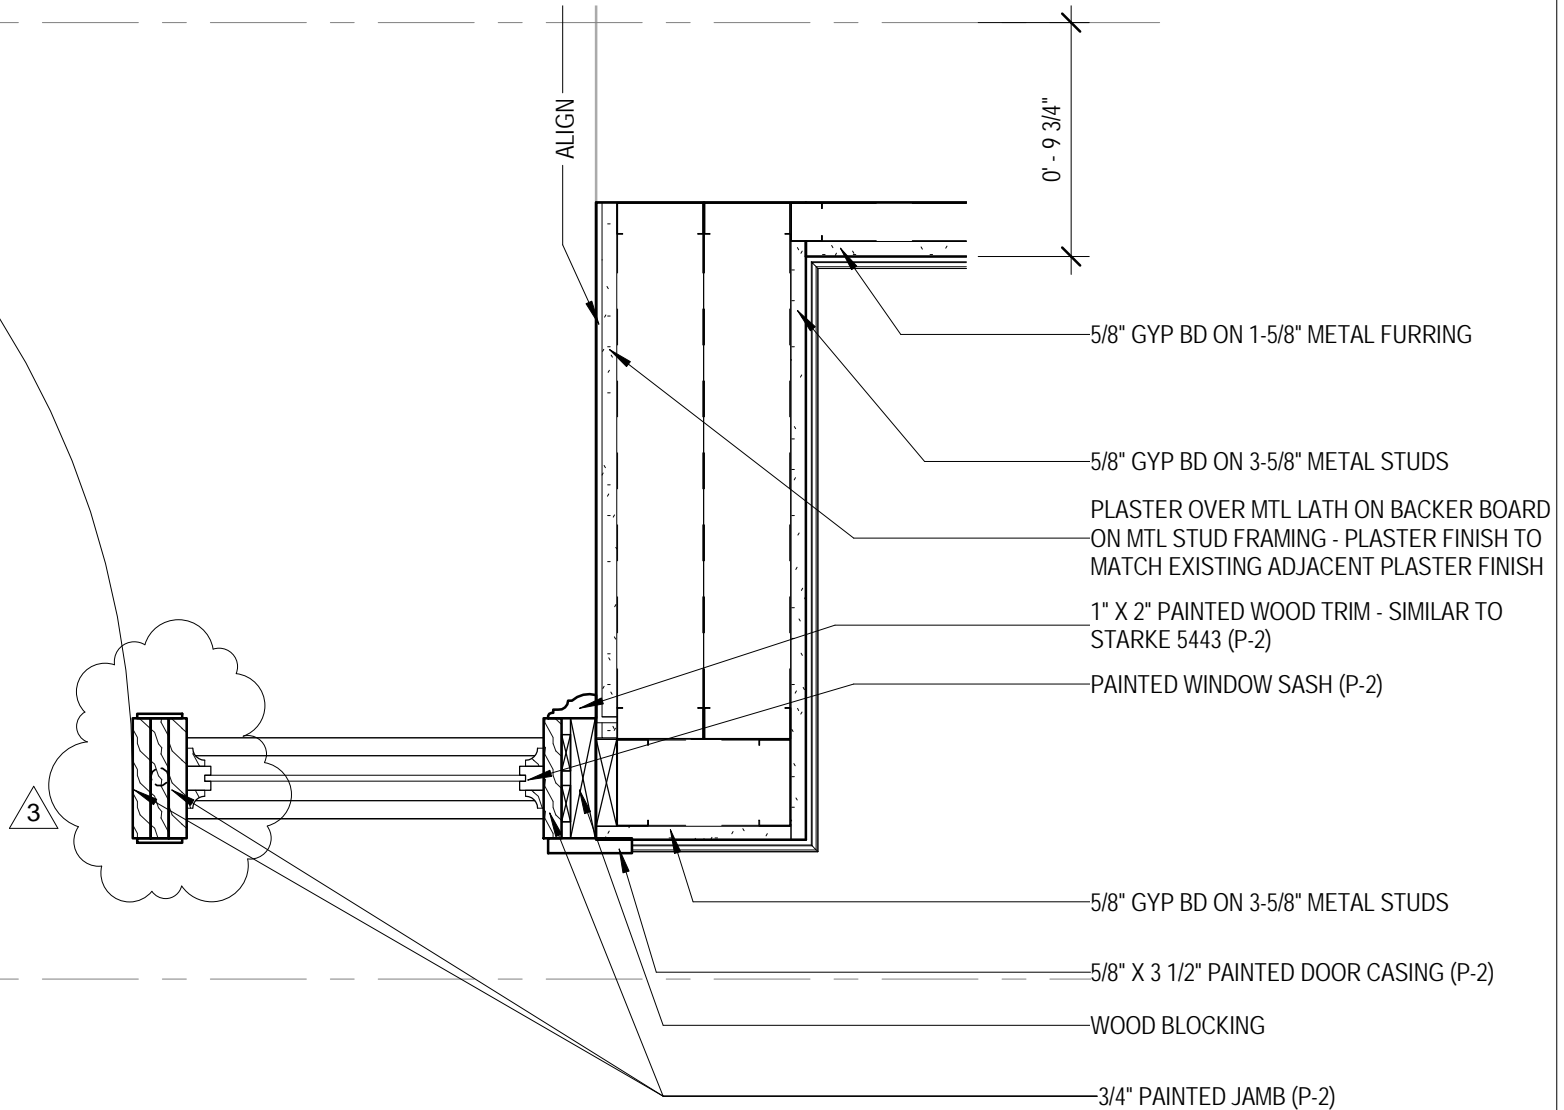 ALIGN
0' - 9 3/4"
5/8" GYP BD ON 1-5/8" METAL FURRING
5/8" GYP BD ON 3-5/8" METAL STUDS
PLASTER OVER MTL LATH ON BACKER BOARD
ON MTL STUD FRAMING - PLASTER FINISH TO
MATCH EXISTING ADJACENT PLASTER FINISH
1" X 2" PAINTED WOOD TRIM - SIMILAR TO
STARKE 5443 (P-2)
PAINTED WINDOW SASH (P-2)
3
5/8" GYP BD ON 3-5/8" METAL STUDS
5/8" X 3 1/2" PAINTED DOOR CASING (P-2)
WOOD BLOCKING
3/4" PAINTED JAMB (P-2)